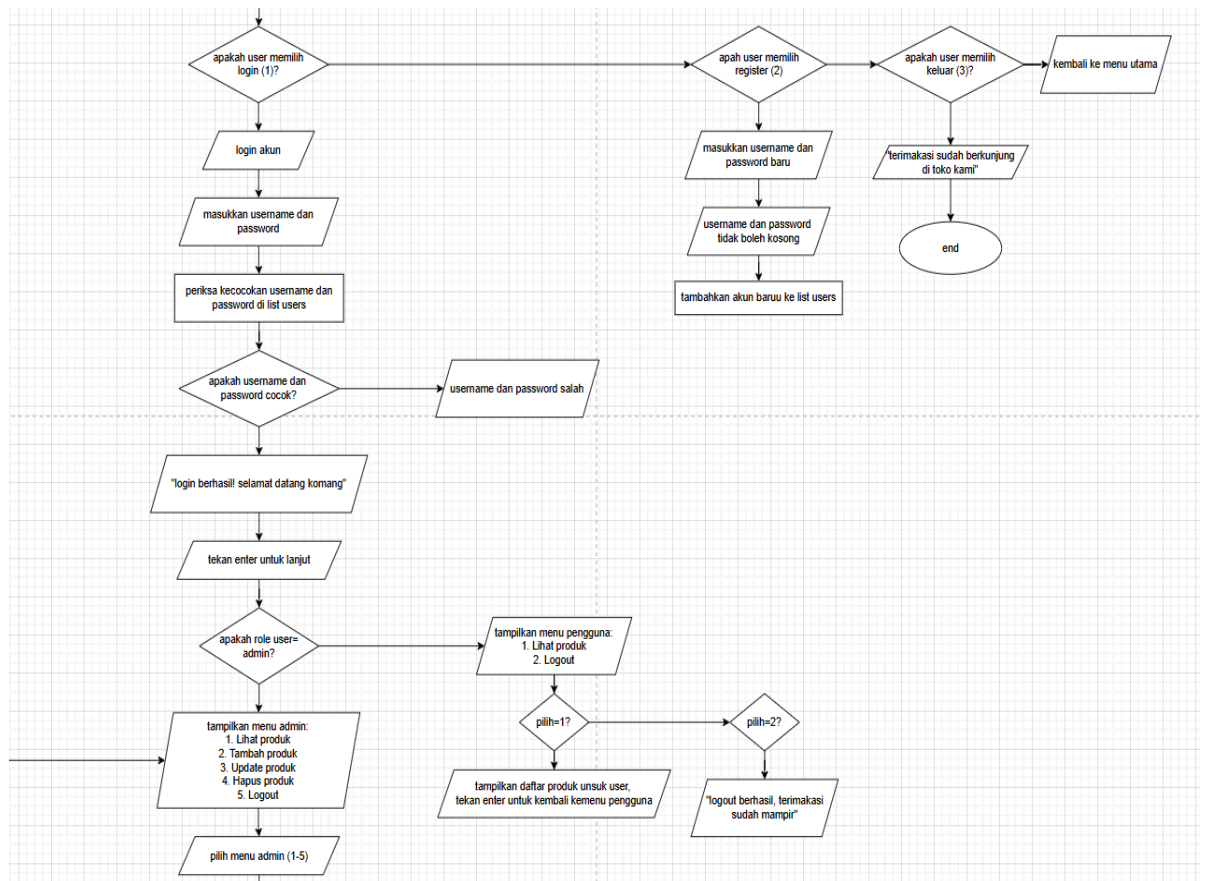 apakah user memilih
login (1)?
apah user memilih
register (2)
apakah user memilih
keluar (3)?
kembali ke menu utama
login akun
masukkan username dan
password baru
"terimakasi sudah berkunjung
di toko kami"
masukkan username dan
password
username dan password
tidak boleh kosong
end
periksa kecocokan username dan
password di list users
tambahkan akun baruu ke list users
apakah username dan
password cocok?
username dan password salah
"login berhasil! selamat datang komang"
tekan enter untuk lanjut
apakah role user=
admin?
tampilkan menu pengguna:
1. Lihat produk
2. Logout
pilih=1?
pilih=2?
tampilkan menu admin:
1. Lihat produk
2. Tambah produk
3. Update produk
4. Hapus produk
5. Logout
tampilkan daftar produk unsuk user,
tekan enter untuk kembali kemenu pengguna
"logout berhasil, terimakasi
sudah mampir"
pilih menu admin (1-5)